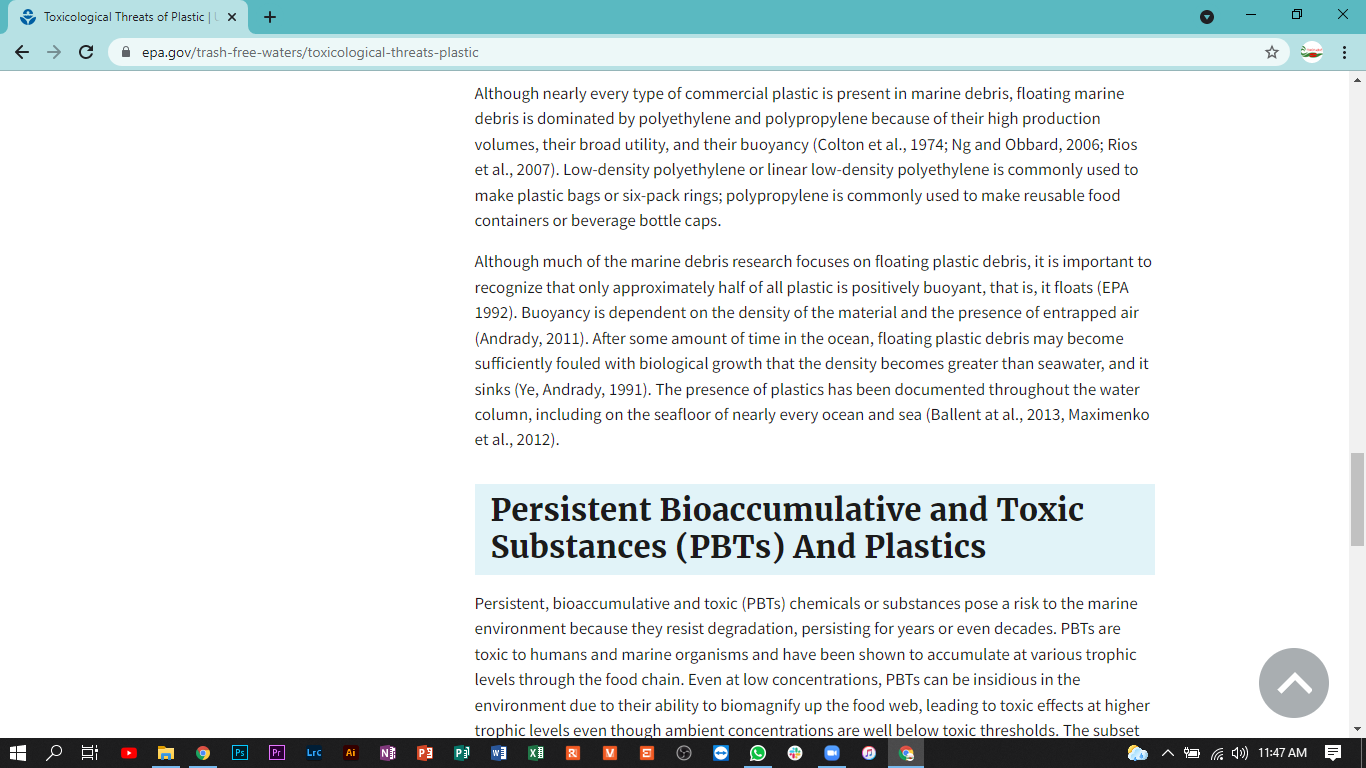 Toxicological Threats of Plastic | U
epa.gov/trash-free-waters/toxicological-threats-plastic
Although nearly every type of commercial plastic is present in marine debris, floating marine
debris is dominated by polyethylene and polypropylene because of their high production
volumes, their broad utility, and their buoyancy (Colton et al., 1974; Ng and Obbard, 2006; Rios
et al., 2007). Low-density polyethylene or linear low-density polyethylene is commonly used to
make plastic bags or six-pack rings; polypropylene is commonly used to make reusable food
containers or beverage bottle caps.
Although much of the marine debris research focuses on floating plastic debris, it is important to
recognize that only approximately half of all plastic is positively buoyant, that is, it floats (EPA
1992). Buoyancy is dependent on the density of the material and the presence of entrapped air
(Andrady, 2011). After some amount of time in the ocean, floating plastic debris may become
sufficiently fouled with biological growth that the density becomes greater than seawater, and it
sinks (Ye, Andrady, 1991). The presence of plastics has been documented throughout the water
column, including on the seafloor of nearly every ocean and sea (Ballent at al., 2013, Maximenko
et al., 2012).
Persistent Bioaccumulative and Toxic
Substances (PBTs) And Plastics
Persistent, bioaccumulative and toxic (PBTs) chemicals or substances pose a risk to the marine
environment because they resist degradation, persisting for years or even decades. PBTs are
toxic to humans and marine organisms and have been shown to accumulate at various trophic
levels through the food chain. Even at low concentrations, PBTs can be insidious in the
environment due to their ability to biomagnify up the food web, leading to toxic effects at higher
trophic levels even though ambient concentrations are well below toxic thresholds. The subset
Ps Pr Lrc Ai 11:47 AM